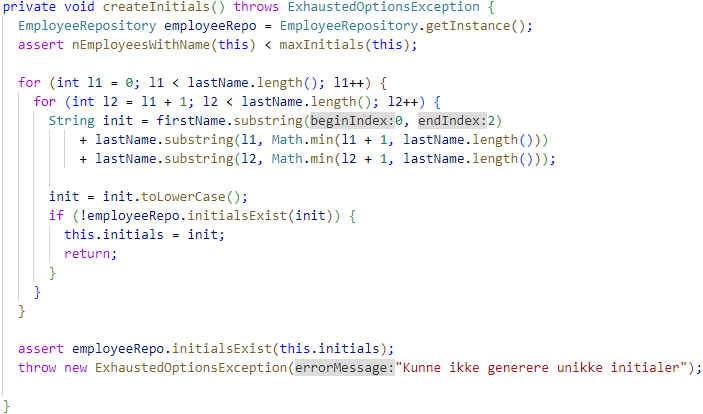 private void createInitials() throws ExhaustedOptionsException {
EmployeeRepository employeeRepo = EmployeeRepository.getInstance();
assert nEmployeesWithName(this) < maxInitials(this);
for (int l1 = 0; l1 < lastName.length(); l1++) {
for (int l2 = l1 + 1; l2 < lastName.length(); l2++) {
String init = firstName.substring(beginIndex:0, endIndex:2)
+ lastName.substring(l1, Math.min(l1 + 1, lastName.length()))
+ lastName.substring(l2, Math.min(l2 + 1, lastName.length()));
init = init.toLowerCase();
if (!employeeRepo.initialsExist(init)) {
this.initials = init;
return;
}
}
}
assert employeeRepo.initialsExist(this.initials);
throw new ExhaustedOptionsException(errorMessage:"Kunne ikke generere unikke initialer");
}